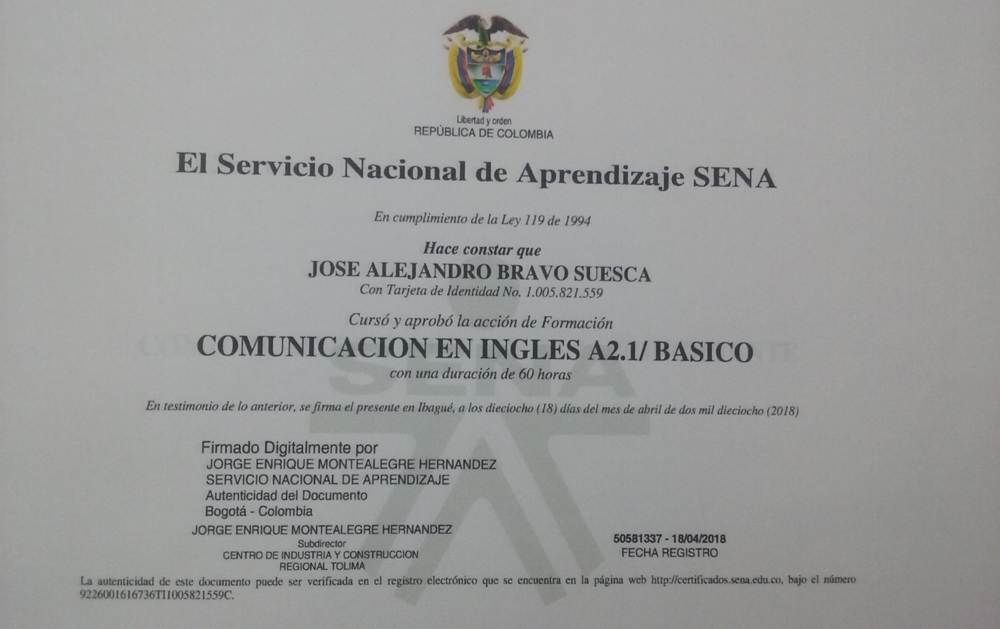 Libertad y orden
REPÚBLICA DE COLOMBIA
El Servicio Nacional de Aprendizaje SENA
En cumplimiento de la Ley 119 de 1994
Hace constar que
JOSE ALEJANDRO BRAVO SUESCA
Con Tarjeta de Identidad No. 1.005.821.559
Cursó y aprobó la acción de Formación
COMUNICACION EN INGLES A2.1/ BASICO
SENA
con una duración de 60 horas
En testimonio de lo anterior, se firma el presente en Ibagué, a los dieciocho (18) días del mes de abril de dos mil dieciocho (2018)
Firmado Digitalmente por
JORGE ENRIQUE MONTEALEGRE HERNANDEZ
SERVICIO NACIONAL DE APRENDIZAJE
Autenticidad del Documento
Bogotá - Colombia
JORGE ENRIQUE MONTEALEGRE HERNANDEZ
Subdirector
CENTRO DE INDUSTRIA Y CONSTRUCCION
REGIONAL TOLIMA
50581337 - 18/04/2018
FECHA REGISTRO
La autenticidad de este documento puede ser verificada en el registro electrónico que se encuentra en la página web http://certificados.sena.edu.co, bajo el número
9226001616736TI1005821559C.